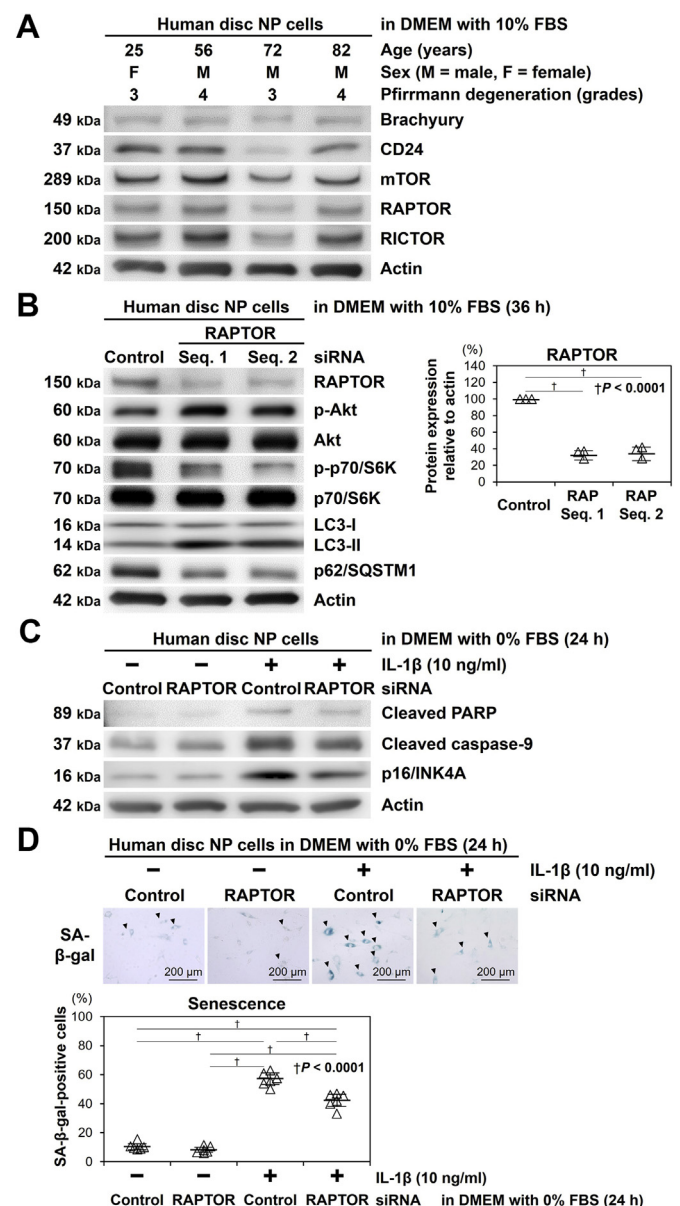 A
Human disc NP cells in DMEM with 10% FBS
25 56 72 82 Age (years)
F M M M Sex (M = male, F = female)
3 4 3 4 Pfirrmann degeneration (grades)
49 kDa Brachyury
37 kDa CD24
289 kDa mTOR
150 kDa RAPTOR
200 kDa RICTOR
42 kDa Actin
B
Human disc NP cells in DMEM with 10% FBS (36 h)
RAPTOR
Control Seq. 1 Seq. 2 siRNA
150 kDa RAPTOR
60 kDa p-Akt
60 kDa Akt
70 kDa p-p70/S6K
70 kDa p70/S6K
16 kDa LC3-I
14 kDa LC3-II
62 kDa p62/SQSTM1
42 kDa Actin
(%)
RAPTOR
Protein expression
relative to actin
140
120
100
80
60
40
20
0
†
†
†P < 0.0001
Control RAP RAP
Seq. 1 Seq. 2
C
Human disc NP cells in DMEM with 0% FBS (24 h)
− − + + IL-1β (10 ng/ml)
Control RAPTOR Control RAPTOR siRNA
89 kDa Cleaved PARP
37 kDa Cleaved caspase-9
16 kDa p16/INK4A
42 kDa Actin
D
Human disc NP cells in DMEM with 0% FBS (24 h)
− − + + IL-1β (10 ng/ml)
Control RAPTOR Control RAPTOR siRNA
SA-
β-gal
200 µm 200 µm 200 µm 200 µm
(%)
Senescence
SA-β-gal-positive cells
100
80
60
40
20
0
†
† †
†
†
†P < 0.0001
− − + + IL-1β (10 ng/ml)
Control RAPTOR Control RAPTOR siRNA in DMEM with 0% FBS (24 h)